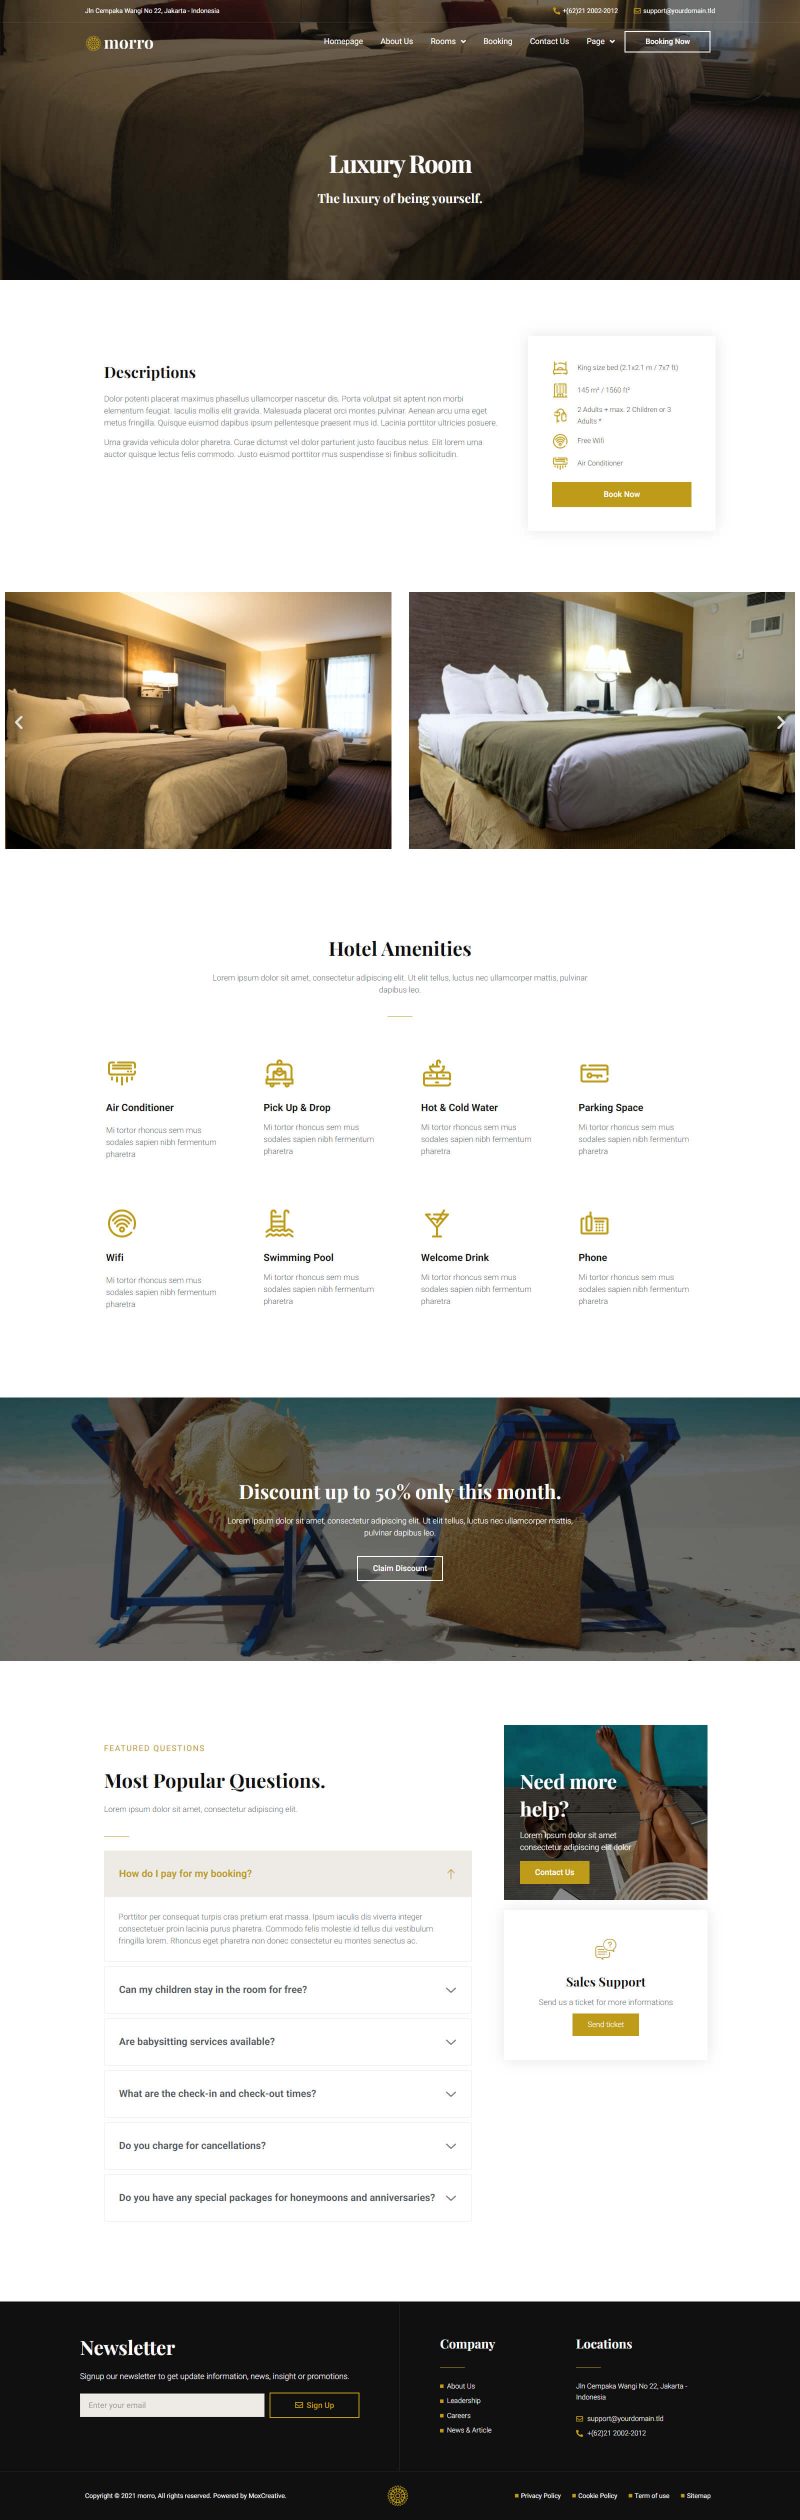 Jln Cempaka Wangi No 22, Jakarta - Indonesia
+(62)21 2002-2012
support@yourdomain.tld
morro
Homepage
About Us
Rooms
Booking
Contact Us
Page
Booking Now
Luxury Room
The luxury of being yourself.
Descriptions
Dolor potenti placerat maximus phasellus ullamcorper nascetur dis. Porta volutpat sit aptent non morbi
elementum feugiat. Iaculis mollis elit gravida. Malesuada placerat orci montes pulvinar. Aenean arcu urna eget
metus fringilla. Quisque euismod dapibus ipsum pellentesque praesent mus id. Lacinia porttitor ultricies posuere.
Urna gravida vehicula dolor pharetra. Curae dictumst vel dolor parturient justo faucibus netus. Elit lorem urna
auctor quisque lectus felis commodo. Justo euismod porttitor mus suspendisse si finibus sollicitudin.
King size bed (2.1x2.1 m / 7x7 ft)
145 m² / 1560 ft²
2 Adults + max. 2 Children or 3
Adults *
Free Wifi
Air Conditioner
Book Now
Hotel Amenities
Lorem ipsum dolor sit amet, consectetur adipiscing elit. Ut elit tellus, luctus nec ullamcorper mattis, pulvinar
dapibus leo.
Air Conditioner
Mi tortor rhoncus sem mus
sodales sapien nibh fermentum
pharetra
Pick Up & Drop
Mi tortor rhoncus sem mus
sodales sapien nibh fermentum
pharetra
Hot & Cold Water
Mi tortor rhoncus sem mus
sodales sapien nibh fermentum
pharetra
Parking Space
Mi tortor rhoncus sem mus
sodales sapien nibh fermentum
pharetra
Wifi
Mi tortor rhoncus sem mus
sodales sapien nibh fermentum
pharetra
Swimming Pool
Mi tortor rhoncus sem mus
sodales sapien nibh fermentum
pharetra
Welcome Drink
Mi tortor rhoncus sem mus
sodales sapien nibh fermentum
pharetra
Phone
Mi tortor rhoncus sem mus
sodales sapien nibh fermentum
pharetra
Discount up to 50% only this month.
Lorem ipsum dolor sit amet, consectetur adipiscing elit. Ut elit tellus, luctus nec ullamcorper mattis,
pulvinar dapibus leo.
Claim Discount
FEATURED QUESTIONS
Most Popular Questions.
Lorem ipsum dolor sit amet, consectetur adipiscing elit.
How do I pay for my booking?
Porttitor per consequat turpis cras pretium erat massa. Ipsum iaculis dis viverra integer
consectetuer proin lacinia purus pharetra. Commodo felis molestie id tellus dui vestibulum
fringilla lorem. Rhoncus eget pharetra non donec consectetur eu montes senectus ac.
Can my children stay in the room for free?
Are babysitting services available?
What are the check-in and check-out times?
Do you charge for cancellations?
Do you have any special packages for honeymoons and anniversaries?
Need more
help?
Lorem ipsum dolor sit amet
consectetur adipiscing elit dolor
Contact Us
Sales Support
Send us a ticket for more informations
Send ticket
Newsletter
Signup our newsletter to get update information, news, insight or promotions.
Enter your email
Sign Up
Company
About Us
Leadership
Careers
News & Article
Locations
Jln Cempaka Wangi No 22, Jakarta -
Indonesia
support@yourdomain.tld
+(62)21 2002-2012
Copyright © 2021 morro, All rights reserved. Powered by MoxCreative.
Privacy Policy
Cookie Policy
Term of use
Sitemap